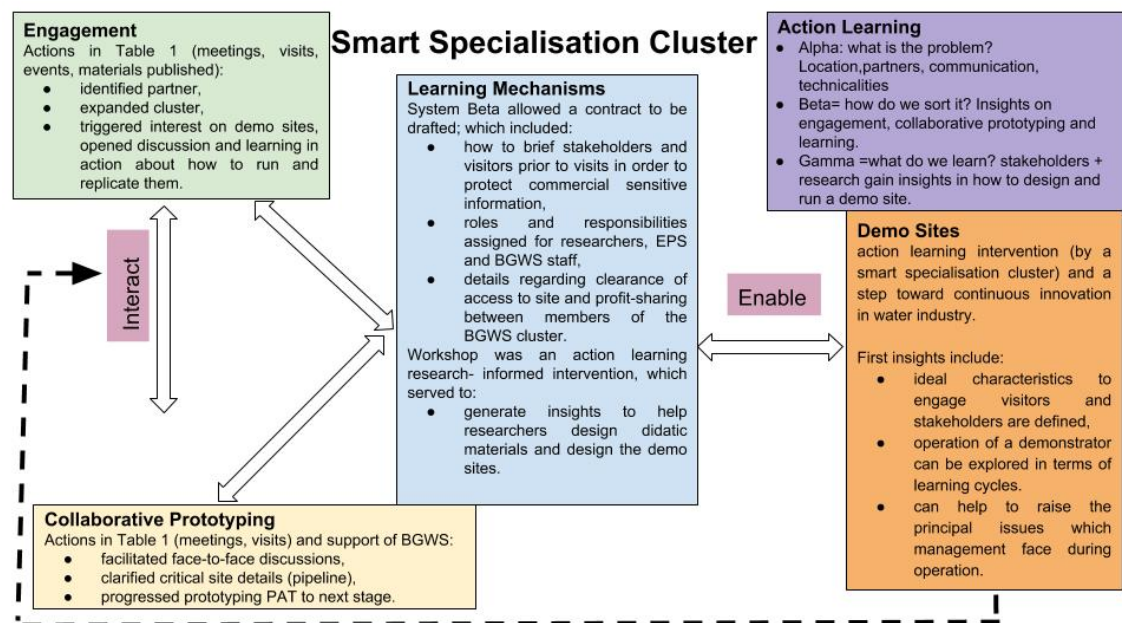 Smart Specialisation Cluster
Engagement
Actions in Table 1 (meetings, visits,
events, materials published):
● identified partner,
● expanded cluster,
● triggered interest on demo sites,
opened discussion and learning in
action about how to run and
replicate them.
Interact
Learning Mechanisms
System Beta allowed a contract to be
drafted; which included:
● how to brief stakeholders and
visitors prior to visits in order to
protect commercial sensitive
information,
● roles and responsibilities
assigned for researchers, EPS
and BGWS staff,
● details regarding clearance of
access to site and profit-sharing
between members of the
BGWS cluster.
Workshop was an action learning
research- informed intervention, which
served to:
● generate insights to help
researchers design didactic
materials and design the demo
sites.
Collaborative Prototyping
Actions in Table 1 (meetings, visits) and support of BGWS:
● facilitated face-to-face discussions,
● clarified critical site details (pipeline),
● progressed prototyping PAT to next stage.
Enable
Action Learning
● Alpha: what is the problem?
Location,partners, communication,
technicalities
● Beta= how do we sort it? Insights on
engagement, collaborative prototyping and
learning.
● Gamma =what do we learn? stakeholders +
research gain insights in how to design and
run a demo site.
Demo Sites
action learning intervention (by a
smart specialisation cluster) and a
step toward continuous innovation
in water industry.
First insights include:
● ideal characteristics to
engage visitors and
stakeholders are defined,
● operation of a demonstrator
can be explored in terms of
learning cycles.
● can help to raise the
principal issues which
management face during
operation.